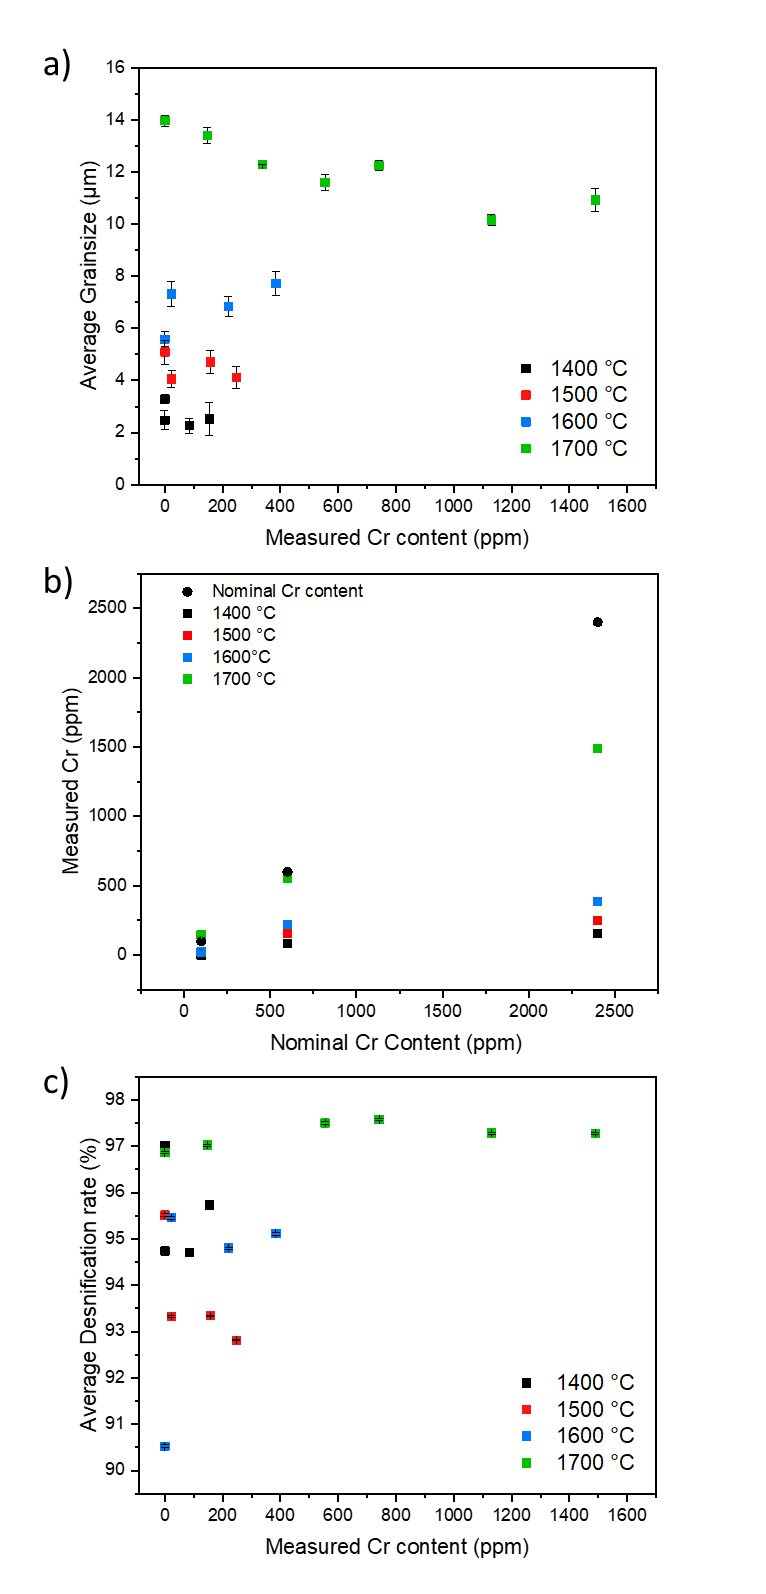 a)
16
14
12
10
8
6
4
2
0
Average Grainsize (μm)
1400 °C
1500 °C
1600 °C
1700 °C
0 200 400 600 800 1000 1200 1400 1600
Measured Cr content (ppm)
b)
Nominal Cr content
1400 °C
1500 °C
1600°C
1700 °C
2500
2000
1500
1000
500
0
Measured Cr (ppm)
0 500 1000 1500 2000 2500
Nominal Cr Content (ppm)
c)
98
97
96
95
94
93
92
91
90
Average Desnification rate (%)
1400 °C
1500 °C
1600 °C
1700 °C
0 200 400 600 800 1000 1200 1400 1600
Measured Cr content (ppm)